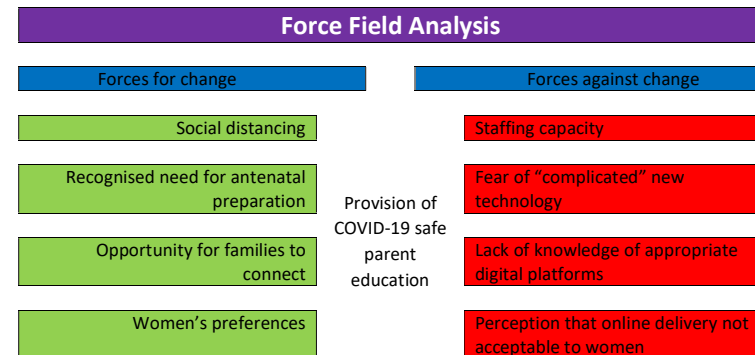 Force Field Analysis
Forces for change
Forces against change
Social distancing
Staffing capacity
Recognised need for antenatal
preparation
Fear of “complicated” new
technology
Provision of
COVID-19 safe
parent
education
Opportunity for families to
connect
Lack of knowledge of appropriate
digital platforms
Women’s preferences
Perception that online delivery not
acceptable to women